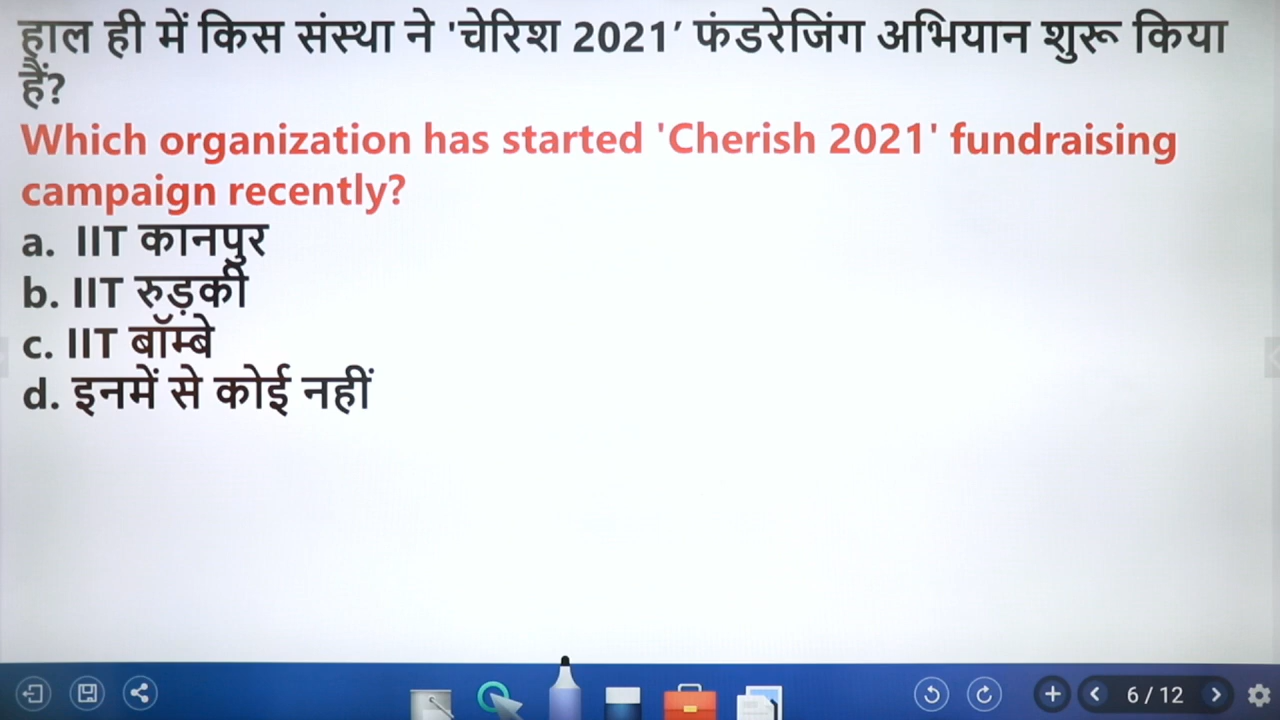 हाल ही में किस संस्था ने 'चेरिश 2021’ फंडरेजिंग अभियान शुरू किया
हैं?
Which organization has started 'Cherish 2021' fundraising
campaign recently?
a. IIT कानपुर
b. IIT रुड़की
c. IIT बॉम्बे
d. इनमें से कोई नहीं
6 / 12